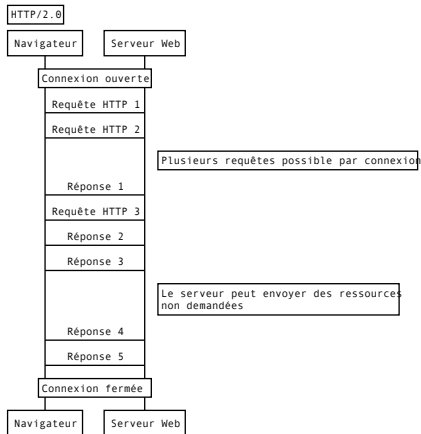 HTTP/2.0
Navigateur Serveur Web
Connexion ouverte
Requête HTTP 1
Requête HTTP 2
Plusieurs requêtes possible par connexion
Réponse 1
Requête HTTP 3
Réponse 2
Réponse 3
Le serveur peut envoyer des ressources
non demandées
Réponse 4
Réponse 5
Connexion fermée
Navigateur Serveur Web